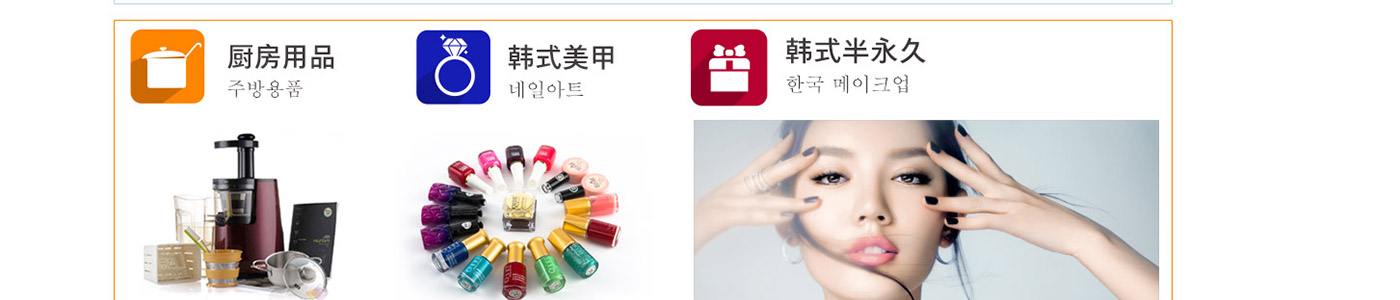 厨房用品
주방용품
韩式美甲
네일아트
韩式半永久
한국 메이크업